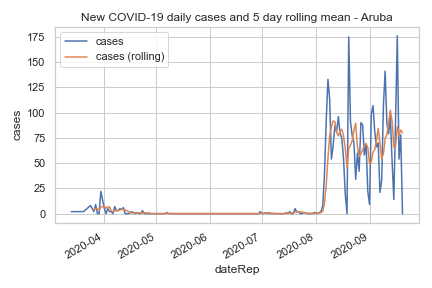 New COVID-19 daily cases and 5 day rolling mean - Aruba
cases
cases (rolling)
cases
175
150
125
100
75
50
25
0
2020-04
2020-05
2020-06
2020-07
2020-08
2020-09
dateRep